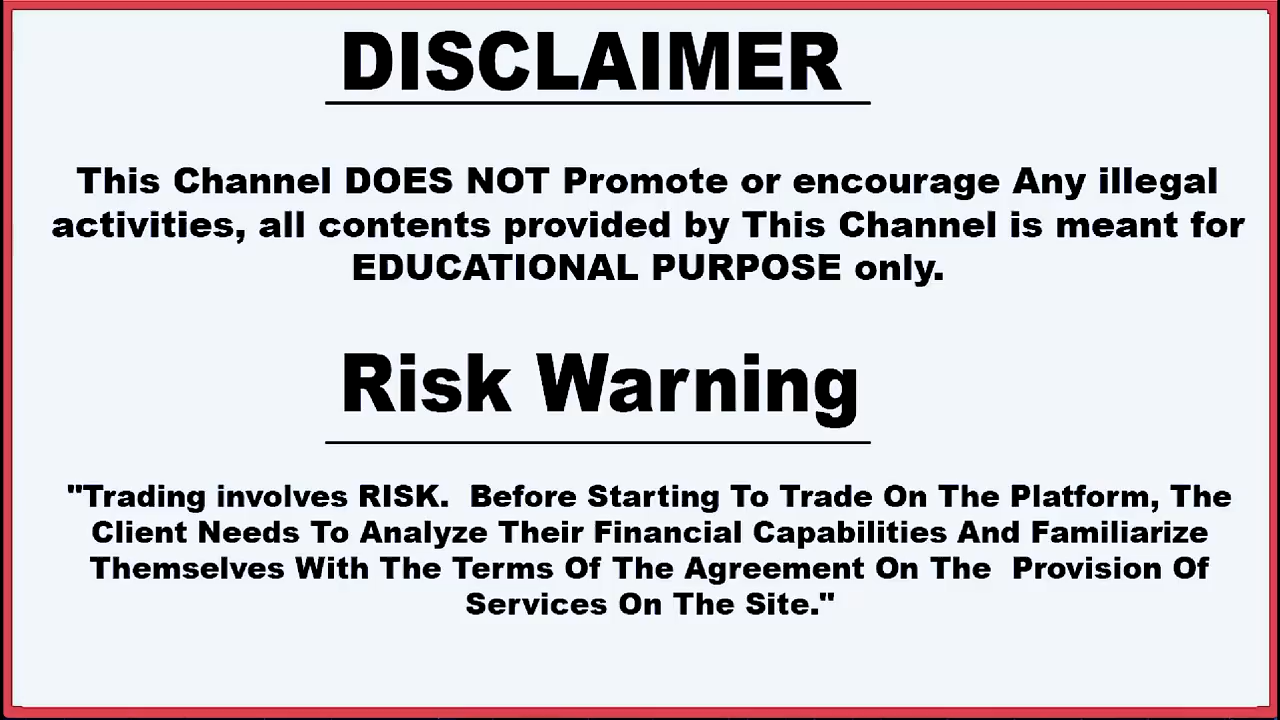 DISCLAIMER
This Channel DOES NOT Promote or encourage Any illegal
activities, all contents provided by This Channel is meant for
EDUCATIONAL PURPOSE only.
Risk Warning
"Trading involves RISK.  Before Starting To Trade On The Platform, The
Client Needs To Analyze Their Financial Capabilities And Familiarize
Themselves With The Terms Of The Agreement On The  Provision Of
Services On The Site."